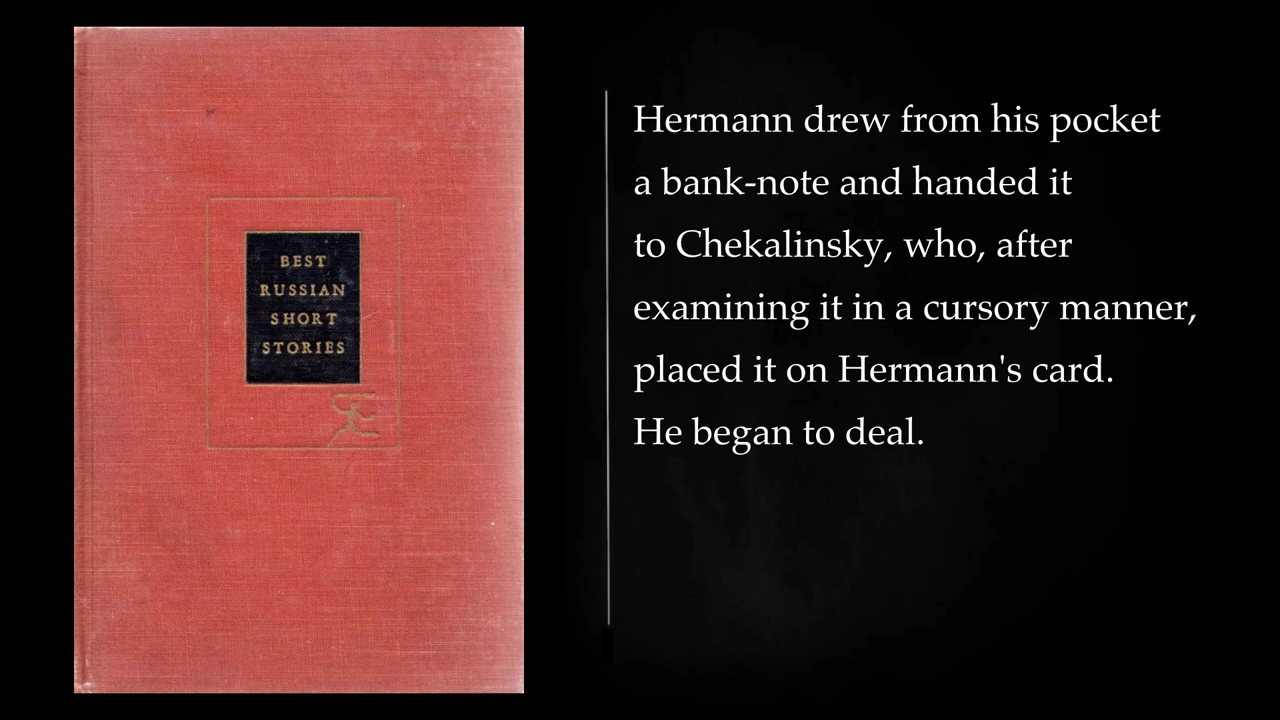 BEST
RUSSIAN
SHORT
STORIES
Hermann drew from his pocket
a bank-note and handed it
to Chekalinsky, who, after
examining it in a cursory manner,
placed it on Hermann's card.
He began to deal.